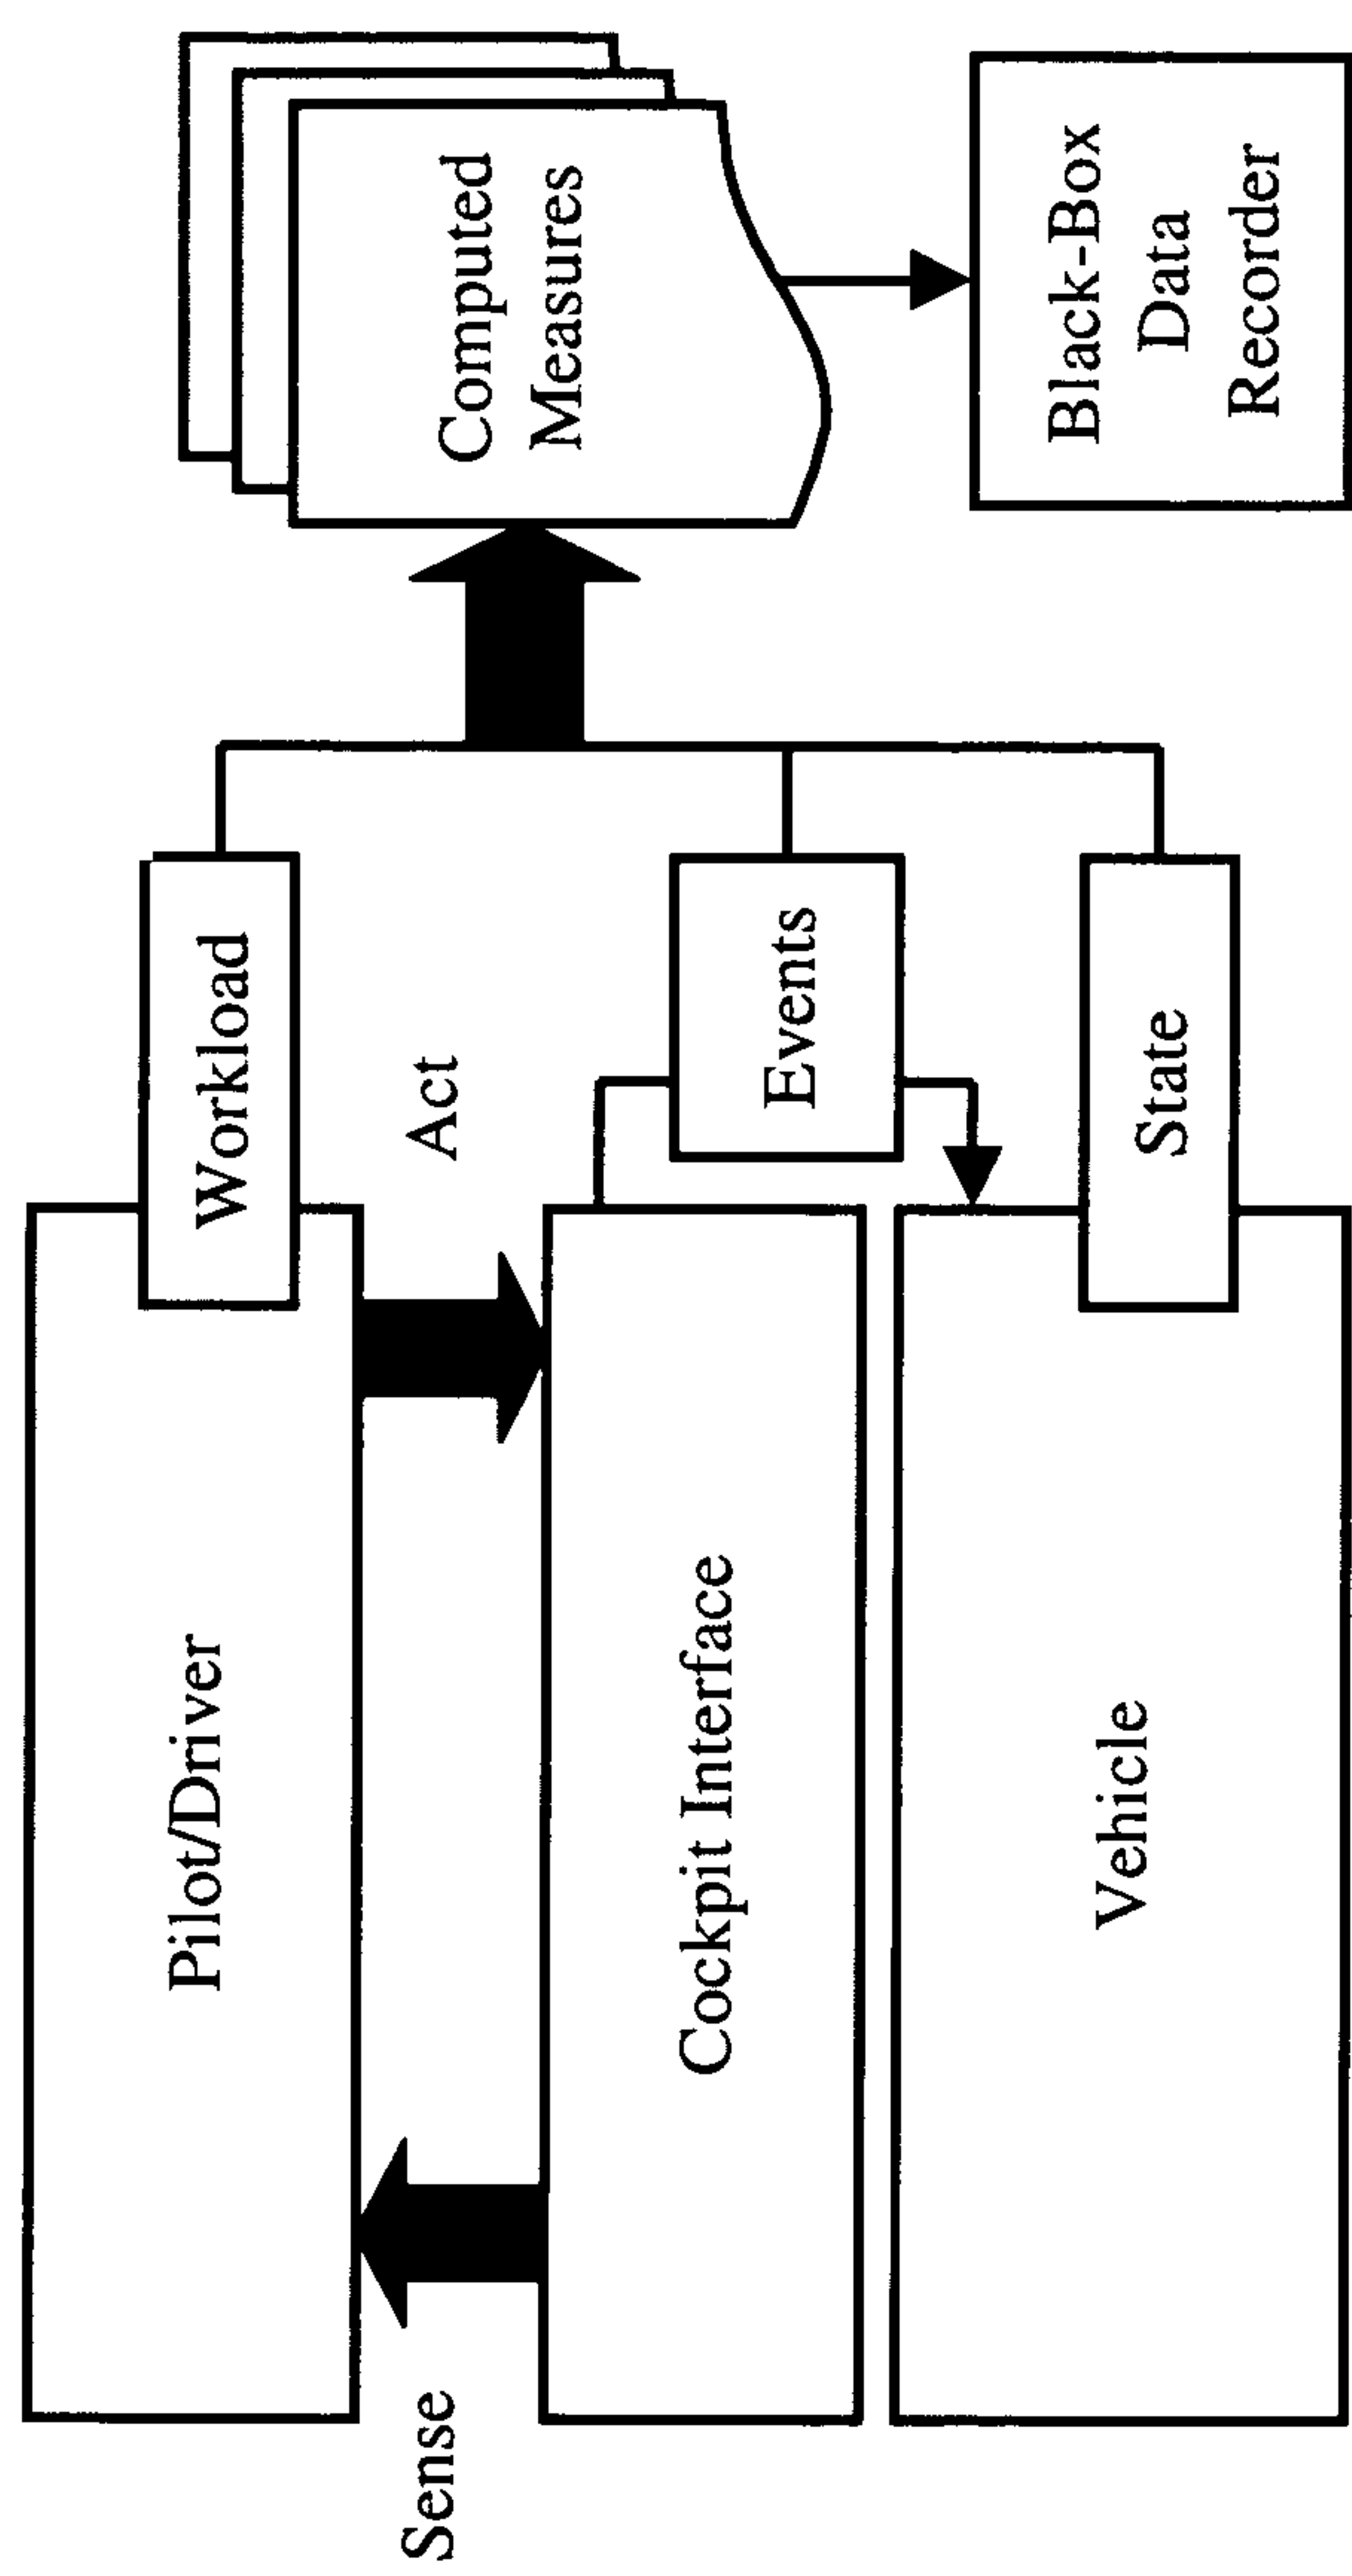 Pilot/Driver
Workload
Sense
Act
Cockpit Interface
Events
Vehicle
State
Computed
Measures
Black-Box
Data
Recorder